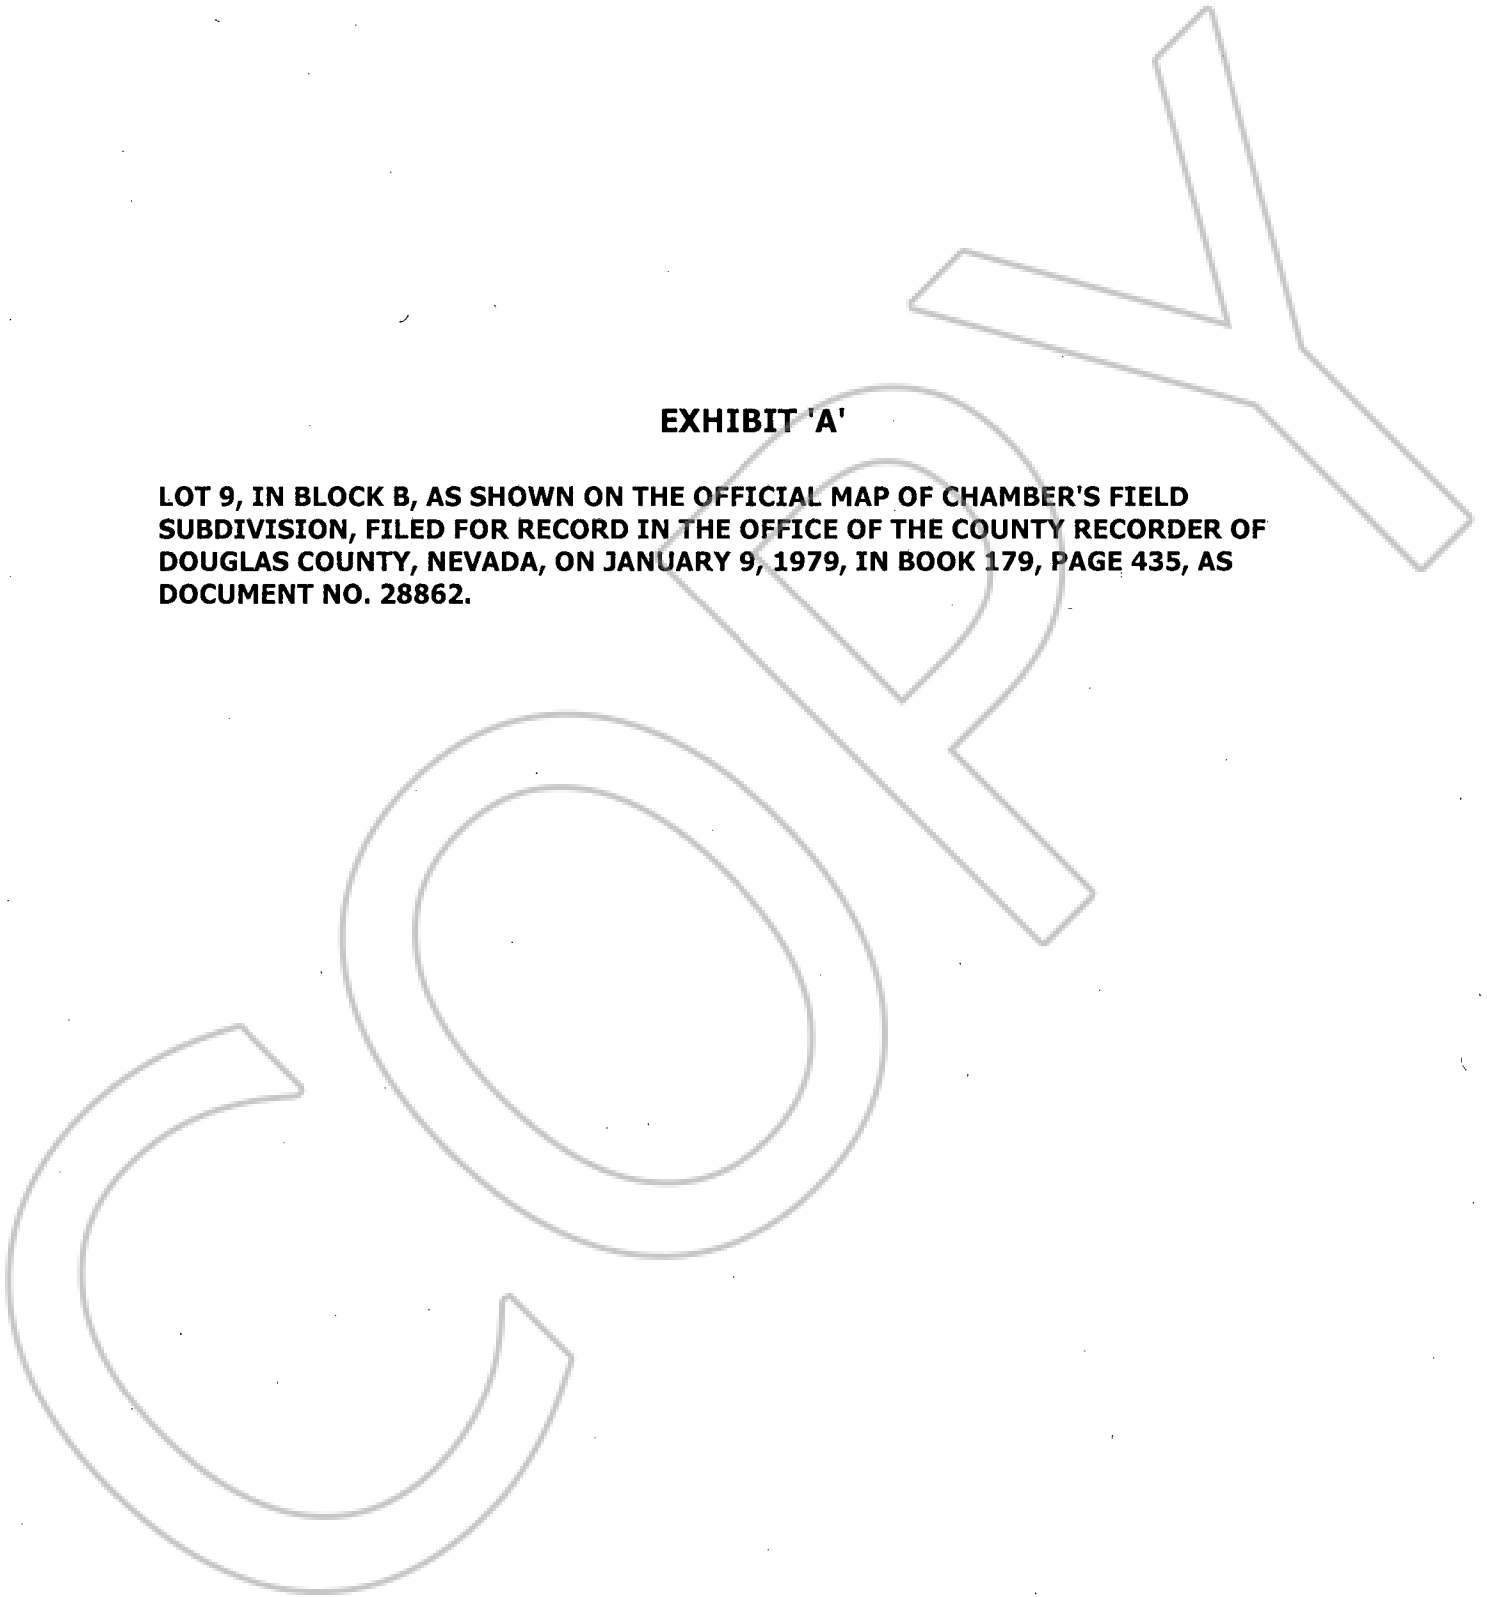 EXHIBIT 'A'
LOT 9, IN BLOCK B, AS SHOWN ON THE OFFICIAL MAP OF CHAMBER'S FIELD
SUBDIVISION, FILED FOR RECORD IN THE OFFICE OF THE COUNTY RECORDER OF
DOUGLAS COUNTY, NEVADA, ON JANUARY 9, 1979, IN BOOK 179, PAGE 435, AS
DOCUMENT NO. 28862.
COPY